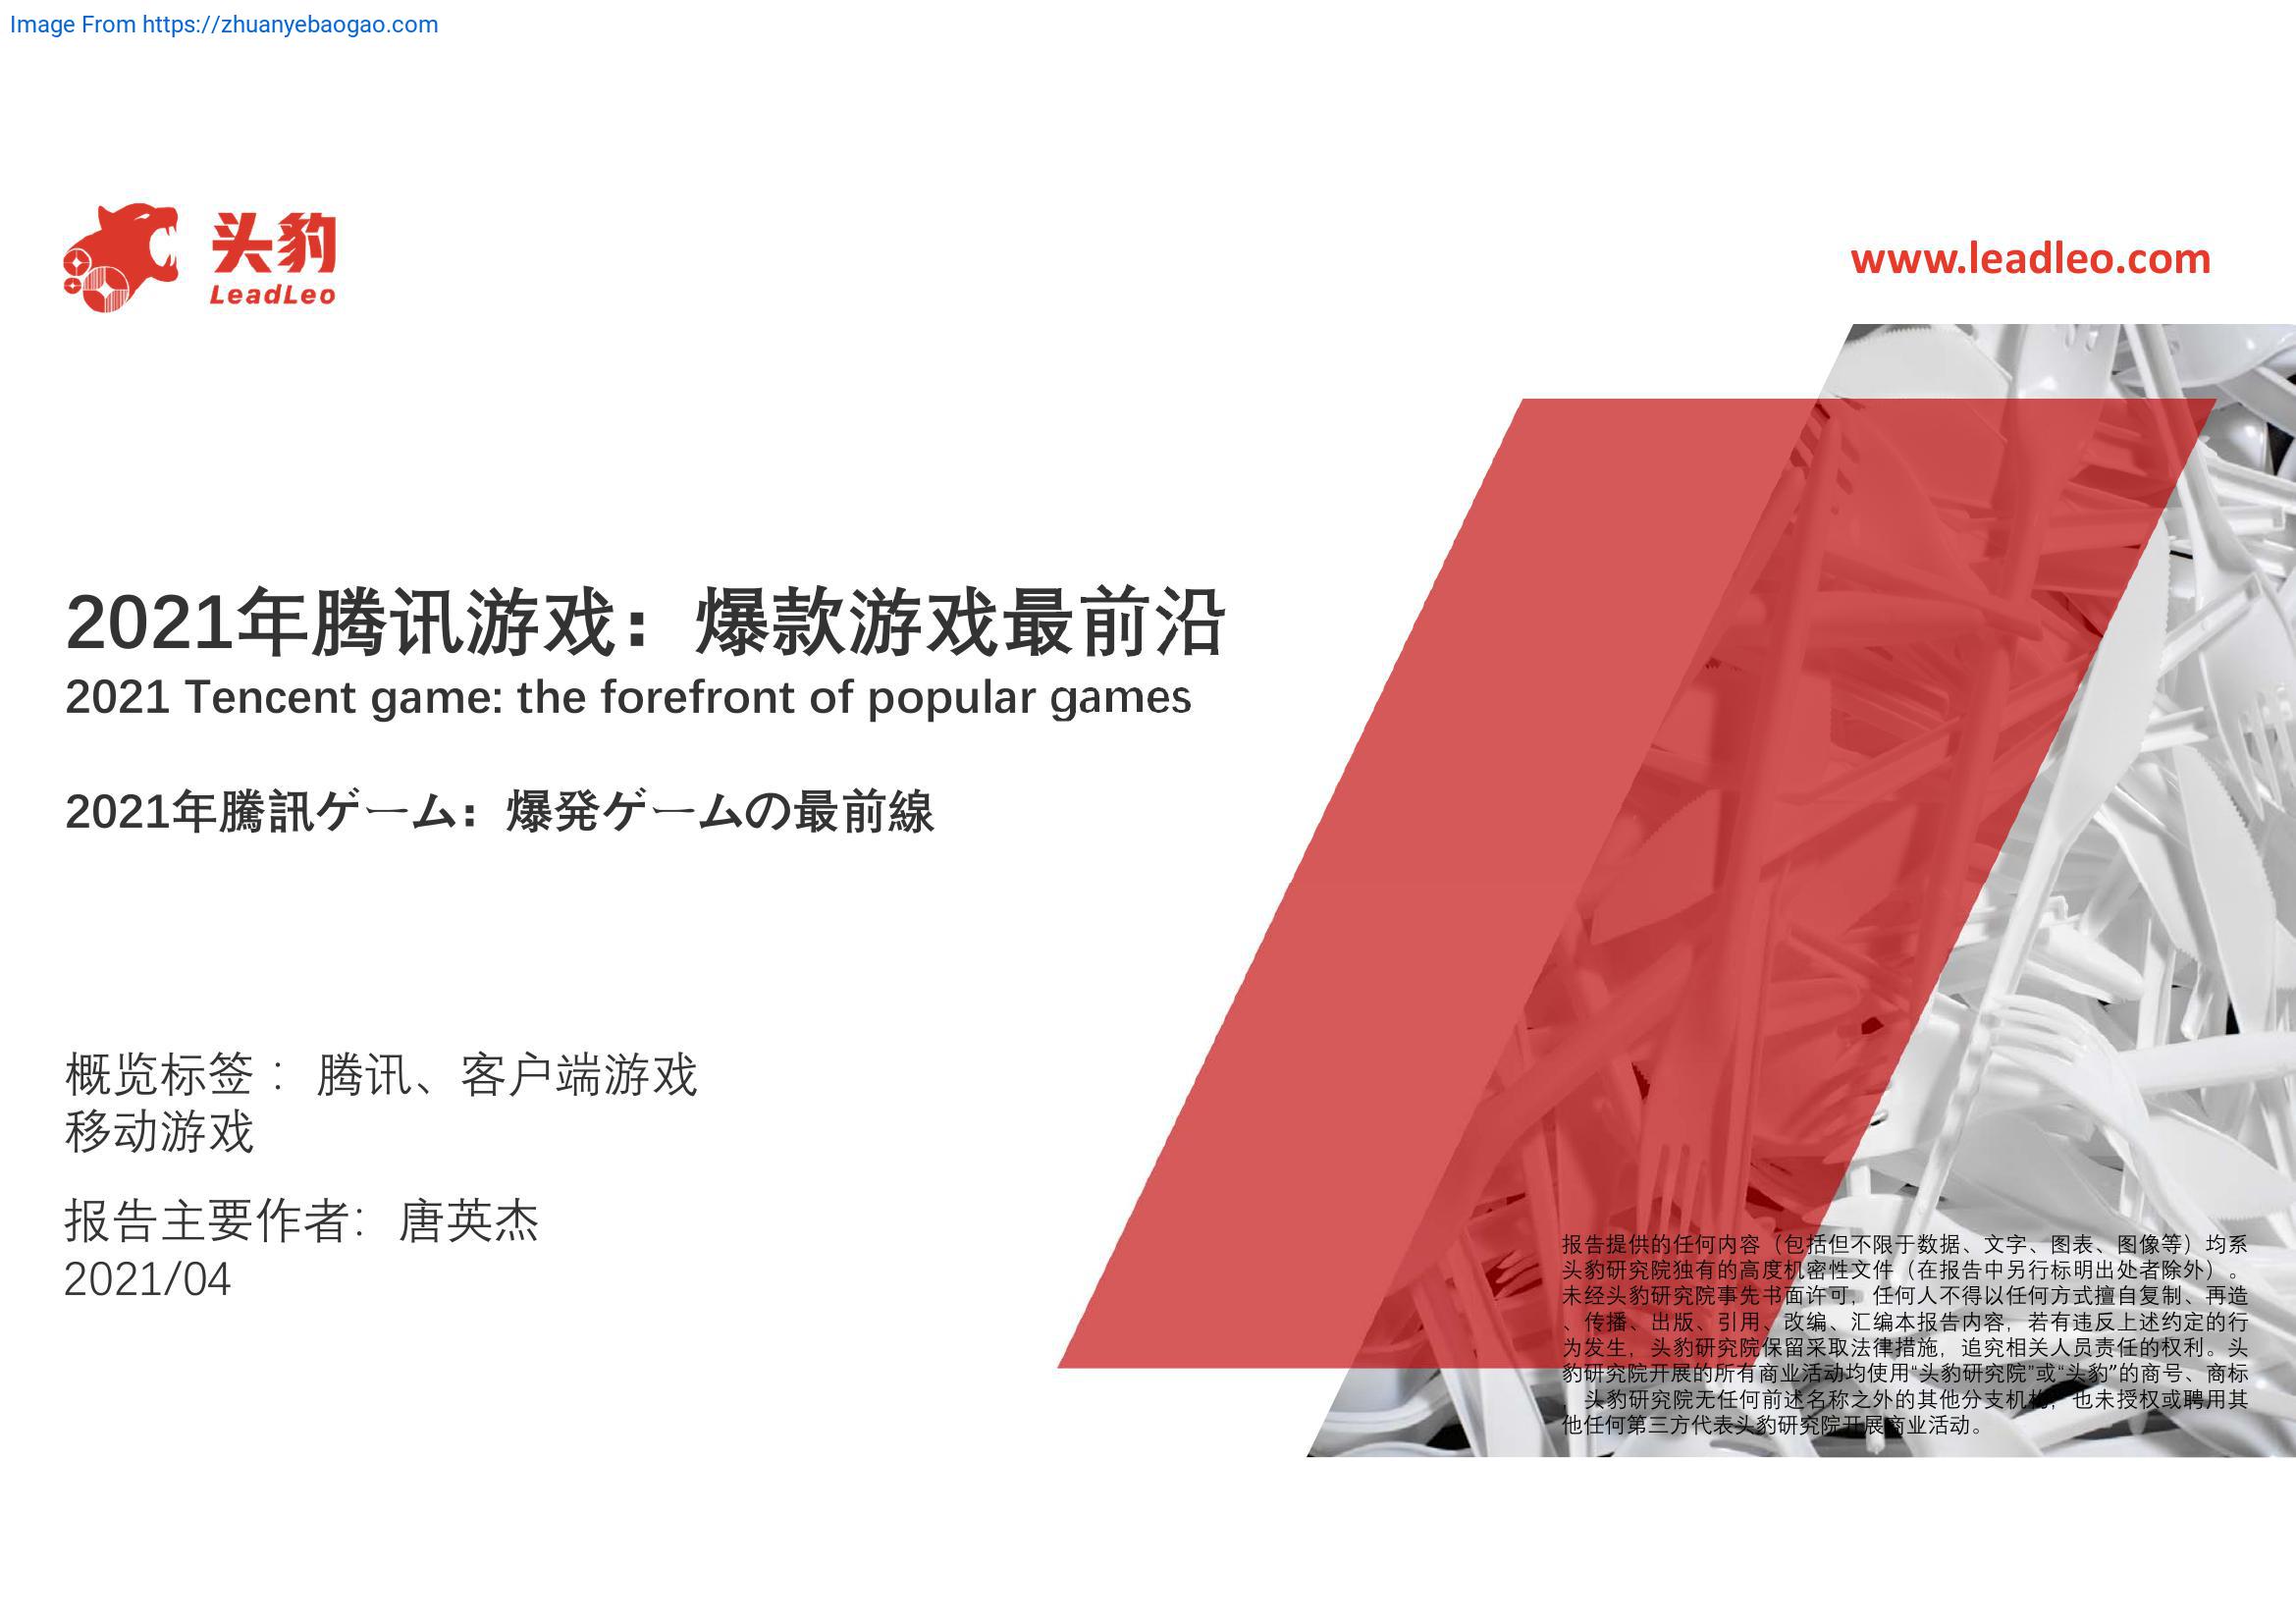 Image From https://zhuanyebaogao.com
头豹
LeadLeo
www.leadleo.com
2021年腾讯游戏：爆款游戏最前沿
2021 Tencent game: the forefront of popular games
2021年騰訊ゲーム：爆発ゲームの最前線
概览标签 ：腾讯、客户端游戏
移动游戏
报告主要作者：唐英杰
2021/04
报告提供的任何内容（包括但不限于数据、文字、图表、图像等）均系
头豹研究院独有的高度机密性文件（在报告中另行标明出处者除外）。
未经头豹研究院事先书面许可，任何人不得以任何方式擅自复制、再造
、传播、出版、引用、改编、汇编本报告内容，若有违反上述约定的行
为发生，头豹研究院保留采取法律措施，追究相关人员责任的权利。头
豹研究院开展的所有商业活动均使用“头豹研究院”或“头豹”的商号、商标
，头豹研究院无任何前述名称之外的其他分支机构，也未授权或聘用其
他任何第三方代表头豹研究院开展商业活动。